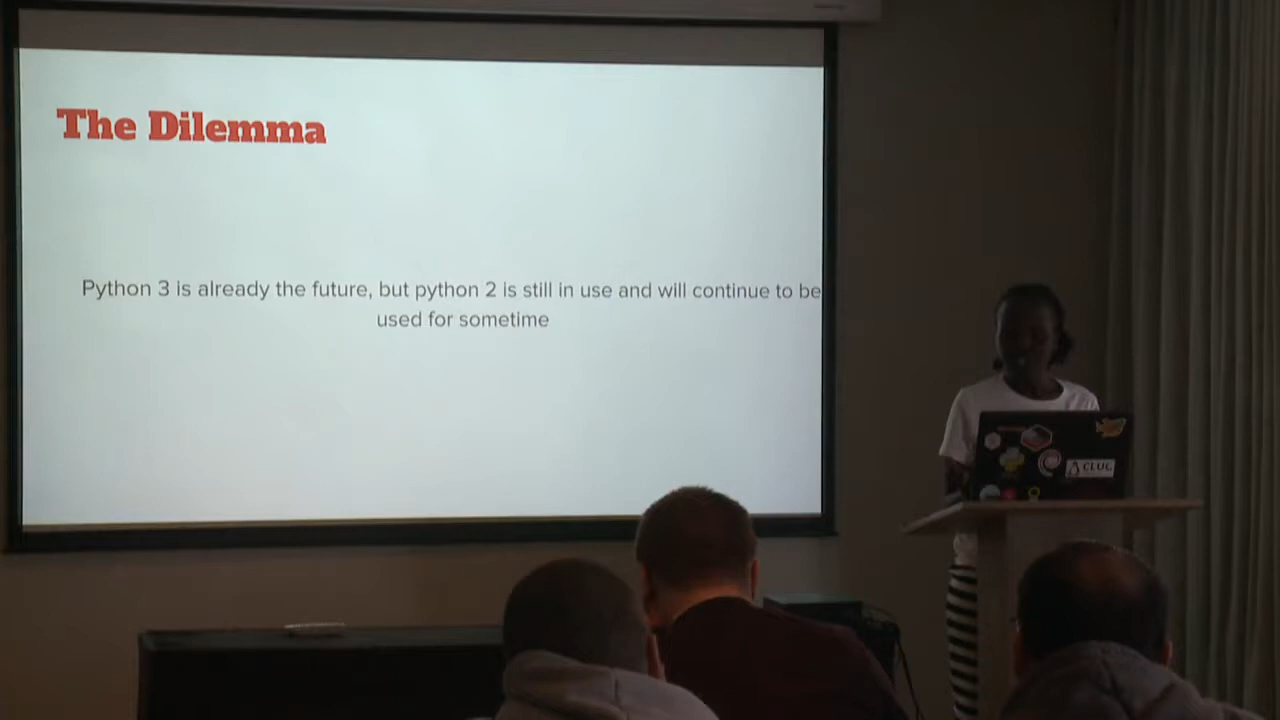 The Dilemma
Python 3 is already the future, but python 2 is still in use and will continue to be
used for sometime
CLUG